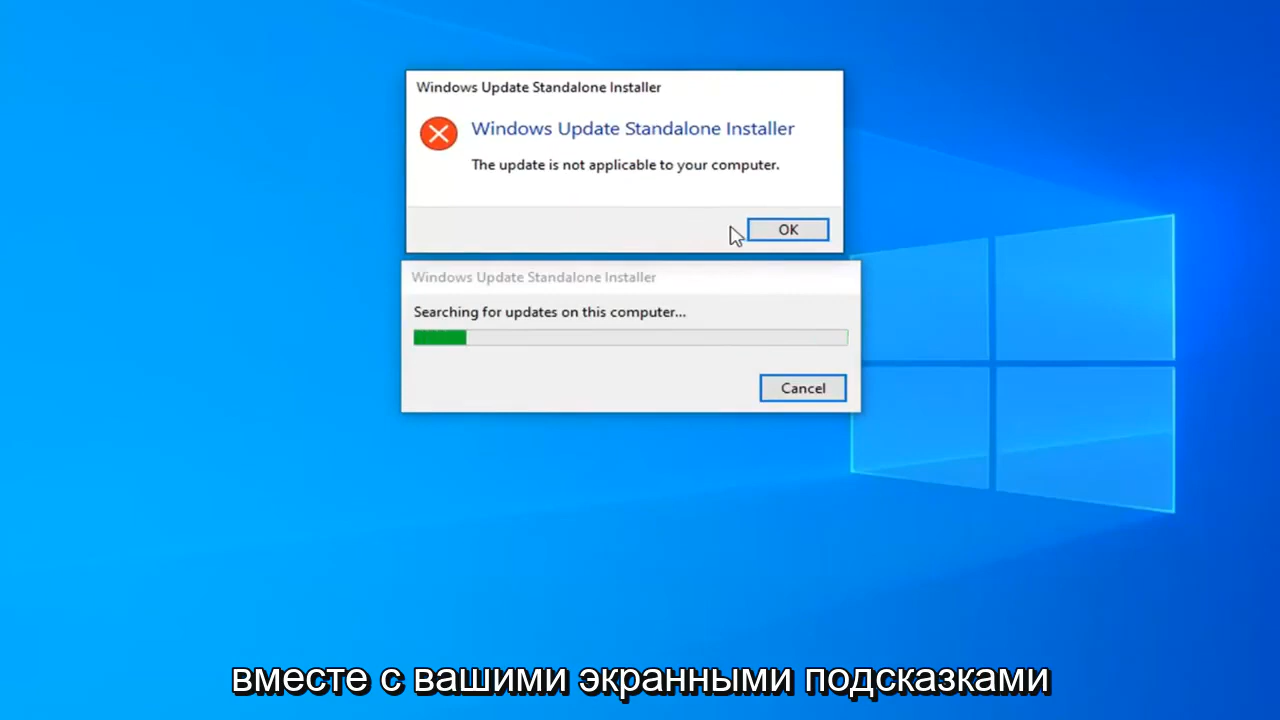 Windows Update Standalone Installer
Windows Update Standalone Installer
The update is not applicable to your computer.
OK
Windows Update Standalone Installer
Searching for updates on this computer...
Cancel
вместе с вашими экранными подсказками